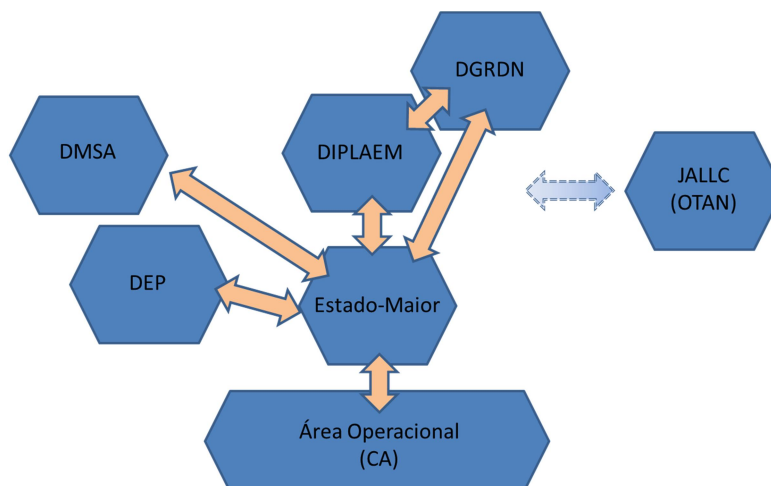 DGRDN
DMSA
DIPLAEM
JALLC
(OTAN)
DEP
Estado-Maior
Área Operacional
(CA)